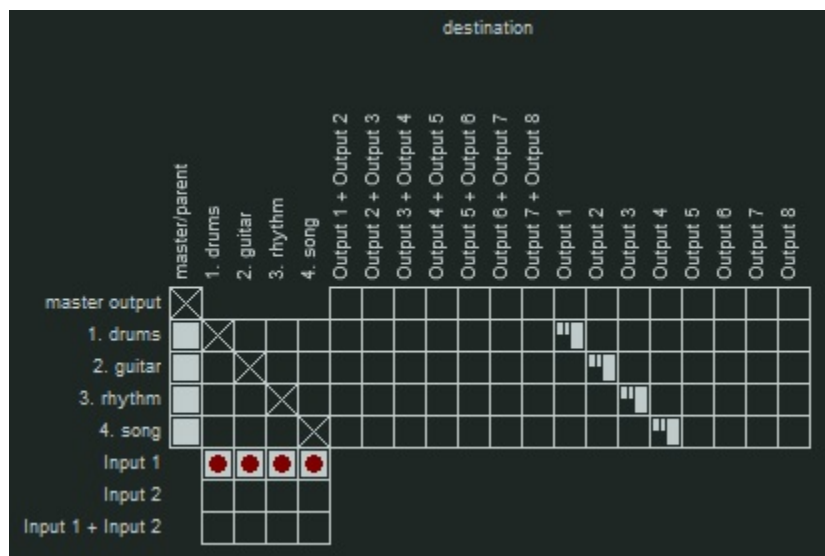 destination
master/parent
1. drums
2. guitar
3. rhythm
4. song
Output 1 + Output 2
Output 2 + Output 3
Output 3 + Output 4
Output 4 + Output 5
Output 5 + Output 6
Output 6 + Output 7
Output 7 + Output 8
Output 1
Output 2
Output 3
Output 4
Output 5
Output 6
Output 7
Output 8
master output
1. drums
2. guitar
3. rhythm
4. song
Input 1
Input 2
Input 1 + Input 2